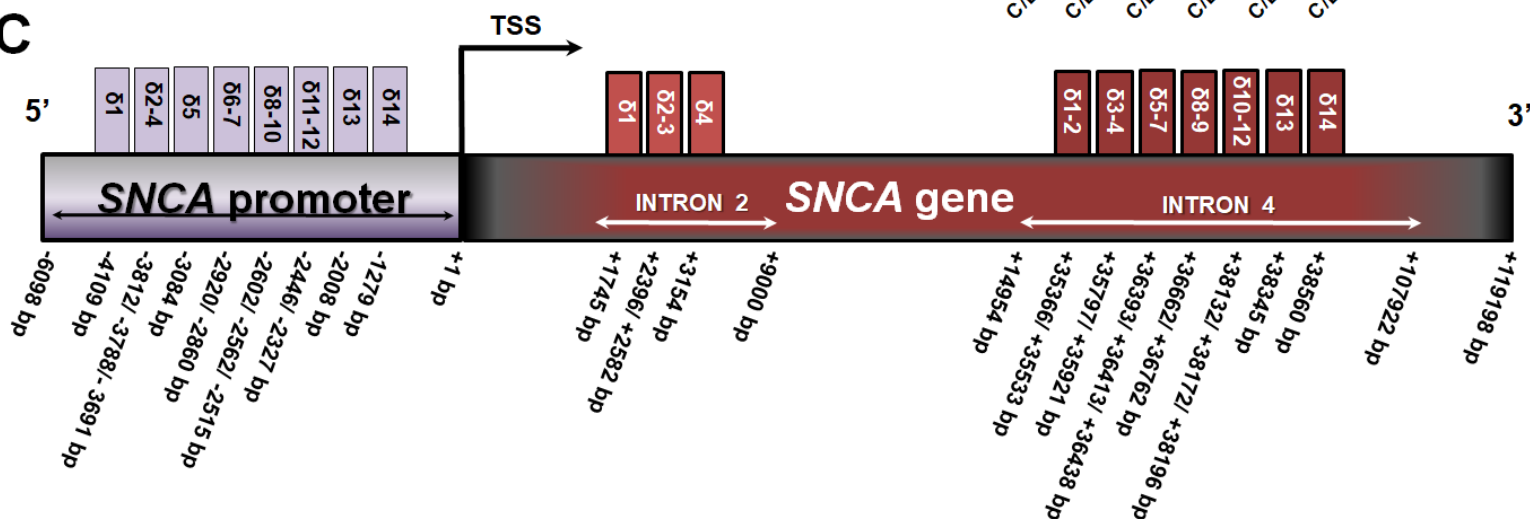 C
TSS
C/
C/
C/
C/
C/
C/
5’
δ1
δ2-4
δ5
δ6-7
δ8-10
δ11-12
δ13
δ14
δ1
δ2-3
δ4
δ1-2
δ3-4
δ5-7
δ8-9
δ10-12
δ13
δ14
3’
SNCA promoter
INTRON 2
SNCA gene
INTRON 4
-6098 bp
-4109 bp
-3812/ -3788/ -3691 bp
-3084 bp
-2920/ -2860 bp
-2602/ -2562/ -2515 bp
-2446/ -2327 bp
-2008 bp
-1279 bp
+1 bp
+1745 bp
+2396/ +2582 bp
+3154 bp
+9000 bp
+14954 bp
+35366/ +35533 bp
+35797/ +35921 bp
+36393/ +36413/ +36438 bp
+36662/ +36762 bp
+38132/ +38172/ +38196 bp
+38345 bp
+38560 bp
+107922 bp
+119198 bp